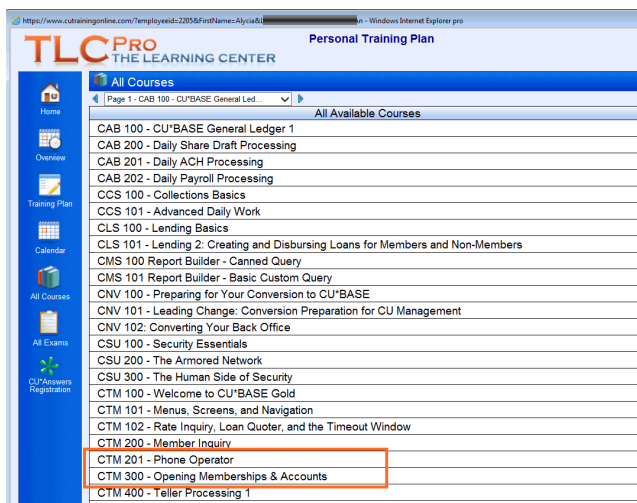 https://www.cutrainingonline.com/?employeeid=2205&FirstName=Alycia&L
n - Windows Internet Explorer pro
TLC PRO
THE LEARNING CENTER
Personal Training Plan
All Courses
Page 1 - CAB 100 - CU*BASE General Led...
All Available Courses
Home
Overview
Training Plan
Calendar
All Courses
All Exams
CU*Answers
Registration
CAB 100 - CU*BASE General Ledger 1
CAB 200 - Daily Share Draft Processing
CAB 201 - Daily ACH Processing
CAB 202 - Daily Payroll Processing
CCS 100 - Collections Basics
CCS 101 - Advanced Daily Work
CLS 100 - Lending Basics
CLS 101 - Lending 2: Creating and Disbursing Loans for Members and Non-Members
CMS 100 Report Builder - Canned Query
CMS 101 Report Builder - Basic Custom Query
CNV 100 - Preparing for Your Conversion to CU*BASE
CNV 101 - Leading Change: Conversion Preparation for CU Management
CNV 102: Converting Your Back Office
CSU 100 - Security Essentials
CSU 200 - The Armored Network
CSU 300 - The Human Side of Security
CTM 100 - Welcome to CU*BASE Gold
CTM 101 - Menus, Screens, and Navigation
CTM 102 - Rate Inquiry, Loan Quoter, and the Timeout Window
CTM 200 - Member Inquiry
CTM 201 - Phone Operator
CTM 300 - Opening Memberships & Accounts
CTM 400 - Teller Processing 1